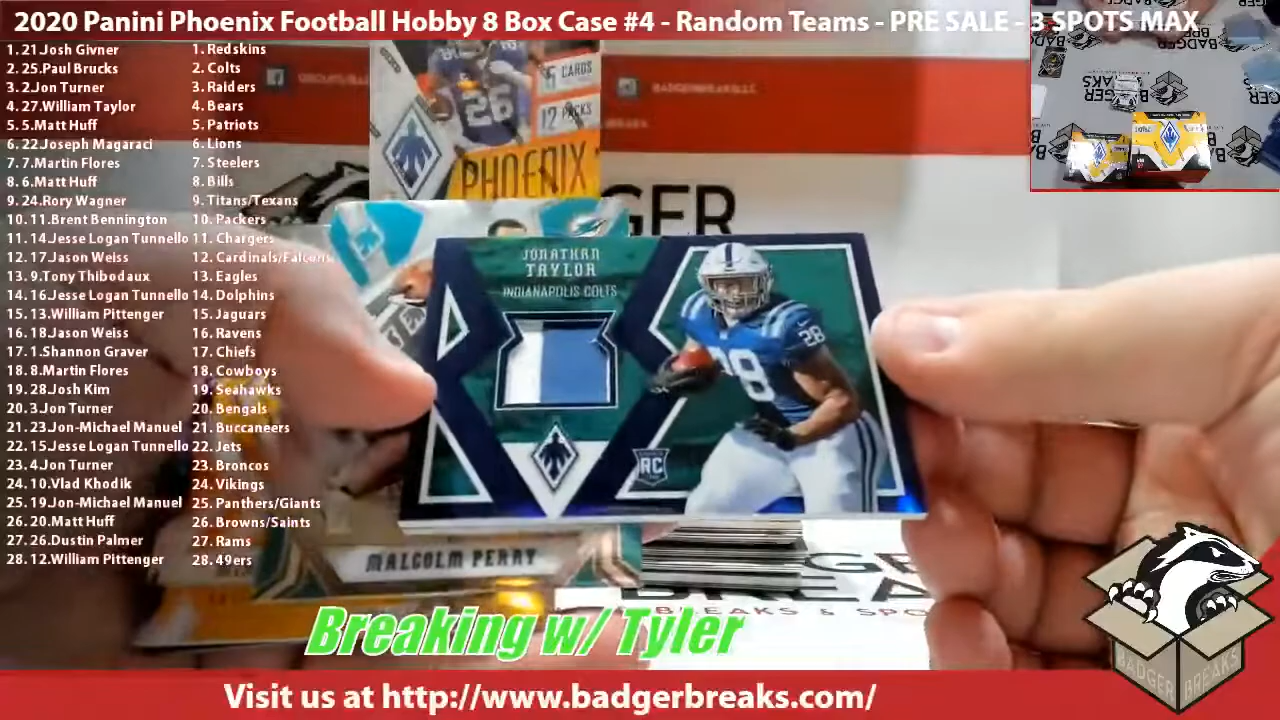 2020 Panini Phoenix Football Hobby 8 Box Case #4 - Random Teams - PRE SALE - 3 SPOTS MAX
1. 21 Josh Givner 1. Redskins
2. 25.Paul Brucks 2. Colts
3. 2.Jon Turner 3. Raiders
4. 27.William Taylor 4. Bears
5. 5.Matt Huff 5. Patriots
6. 22 Joseph Magaraci 6. Lions
7. 7.Martin Flores 7. Steelers
8. 6.Matt Huff 8. Bills
9. 24.Rory Wagner 9. Titans/Texans
10. 11.Brent Bennington 10. Packers
11. 14.Jesse Logan Tunnello 11. Chargers
12. 17.Jason Weiss 12. Cardinals/Falcons
13. 9.Tony Thibodaux 13. Eagles
14. 16.Jesse Logan Tunnello 14. Dolphins
15. 13.William Pittenger 15. Jaguars
16. 18.Jason Weiss 16. Ravens
17. 1.Shannon Graver 17. Chiefs
18. 8.Martin Flores 18. Cowboys
19. 28.Josh Kim 19. Seahawks
20. 3.Jon Turner 20. Bengals
21. 23.Jon-Michael Manuel 21. Buccaneers
22. 15.Jesse Logan Tunnello 22. Jets
23. 4.Jon Turner 23. Broncos
24. 10.Vlad Khodik 24. Vikings
25. 19.Jon-Michael Manuel 25. Panthers/Giants
26. 20.Matt Huff 26. Browns/Saints
27. 26.Dustin Palmer 27. Rams
28. 12.William Pittenger 28. 49ers
26
CARDS
12 PACKS
PHOENIX
BADGERBREAKSLLC
GER
JONATHAN
TAYLOR
INDIANAPOLIS COLTS
28
28
RC
MALCOLM PERRY
Breaking w/ Tyler
BADGER BREAKS
Visit us at http://www.badgerbreaks.com/